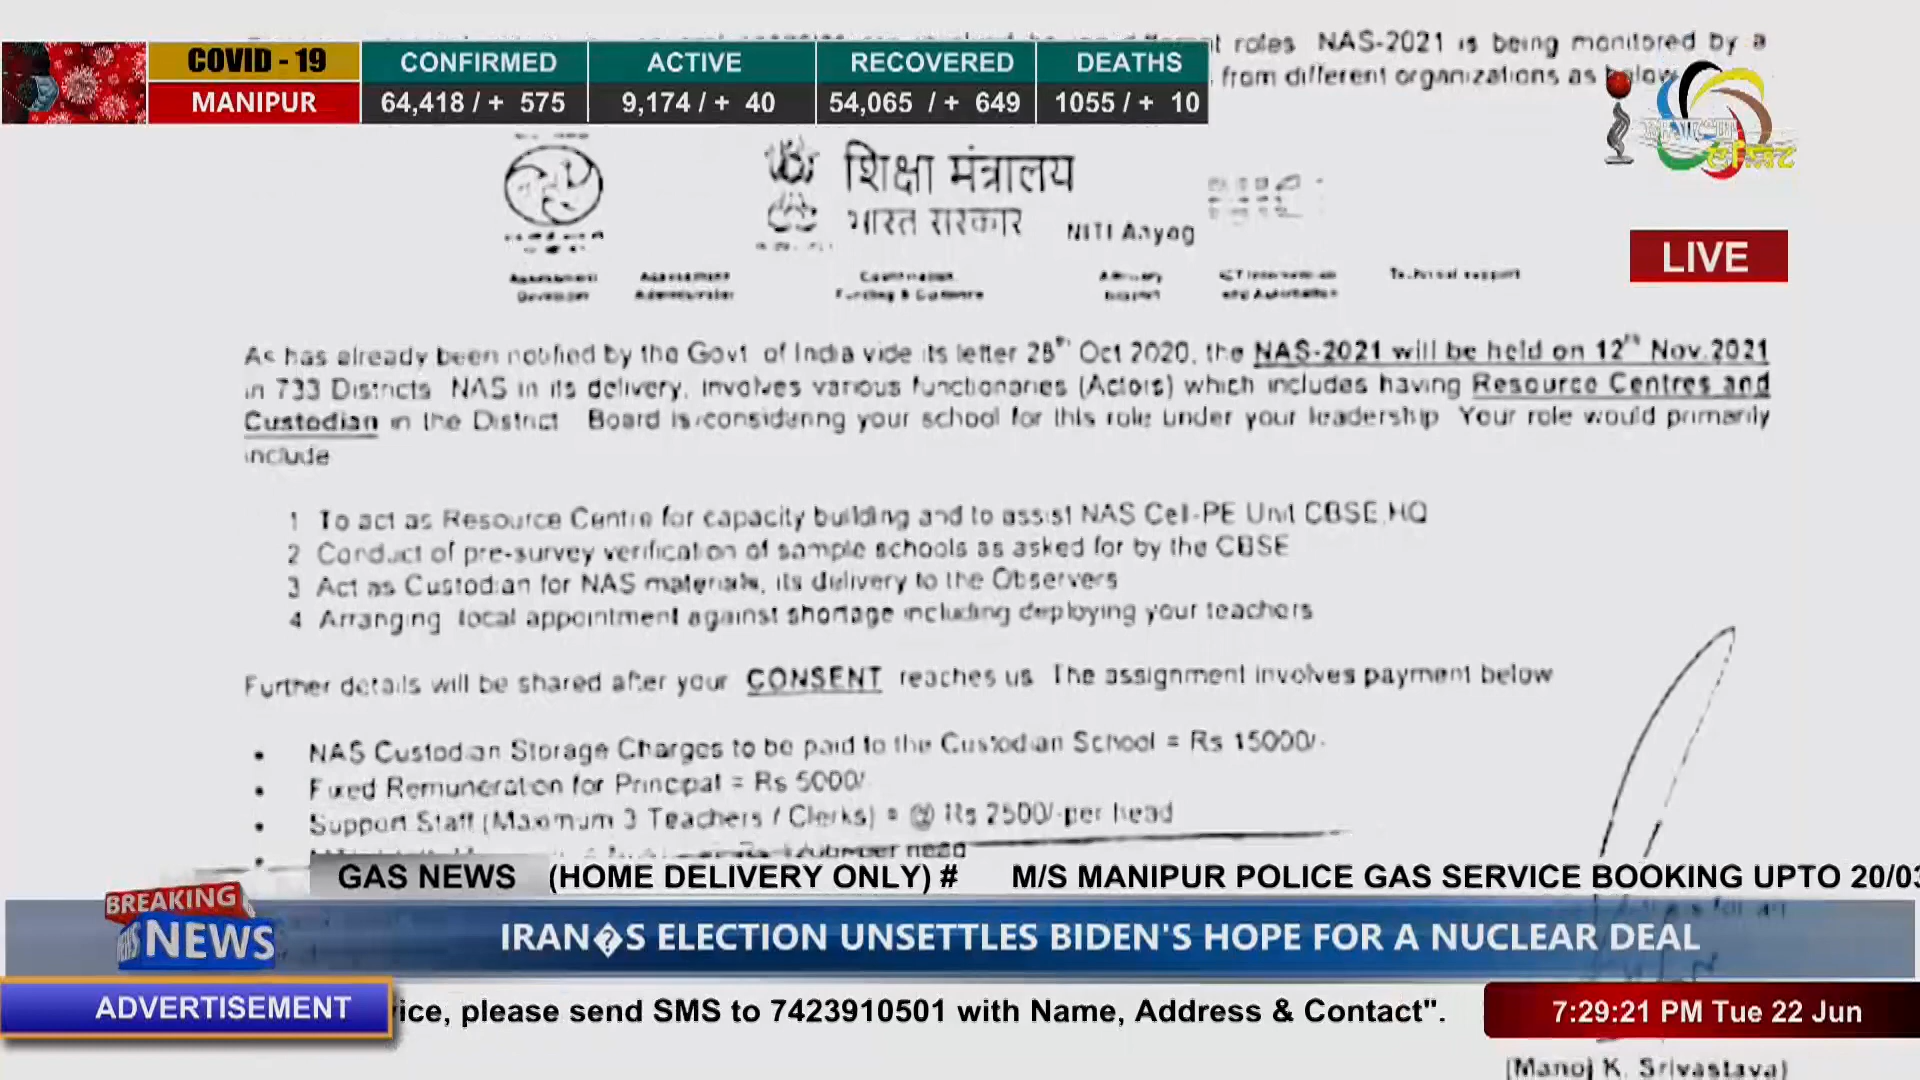 t roles NAS-2021 is being monitored by a
from different organizations as below
COVID - 19
MANIPUR
CONFIRMED ACTIVE RECOVERED DEATHS
64,418 / + 575 9,174 / + 40 54,065 / + 649 1055 / + 10
शिक्षा मंत्रालय
भारत सरकार
NITI Aayog
LIVE
Technical support
As has already been notified by the Govt of India vide its letter 28th Oct 2020, the NAS-2021 will be held on 12th Nov.2021
in 733 Districts NAS in its delivery, involves various functionaries (Actors) which includes having Resource Centres and
Custodian in the District Board is considering your school for this role under your leadership Your role would primarily
include
1 To act as Resource Centre for capacity building and to assist NAS Cell-PE Unit CBSE,HQ
2 Conduct of pre-survey verification of sample schools as asked for by the CBSE
3 Act as Custodian for NAS materials, its delivery to the Observers
4 Arranging local appointment against shortage including deploying your teachers
Further details will be shared after your CONSENT reaches us The assignment involves payment below
• NAS Custodian Storage Charges to be paid to the Custodian School = Rs 15000/-
• Fixed Remuneration for Principal = Rs 5000/
• Support Staff (Maximum 3 Teachers / Clerks) = @ Rs 2500/-per head
per head
GAS NEWS (HOME DELIVERY ONLY) # M/S MANIPUR POLICE GAS SERVICE BOOKING UPTO 20/03
BREAKING
NEWS
IRAN�S ELECTION UNSETTLES BIDEN'S HOPE FOR A NUCLEAR DEAL
ADVERTISEMENT
ice, please send SMS to 7423910501 with Name, Address & Contact".
7:29:21 PM Tue 22 Jun
(Manoj K. Srivastava)